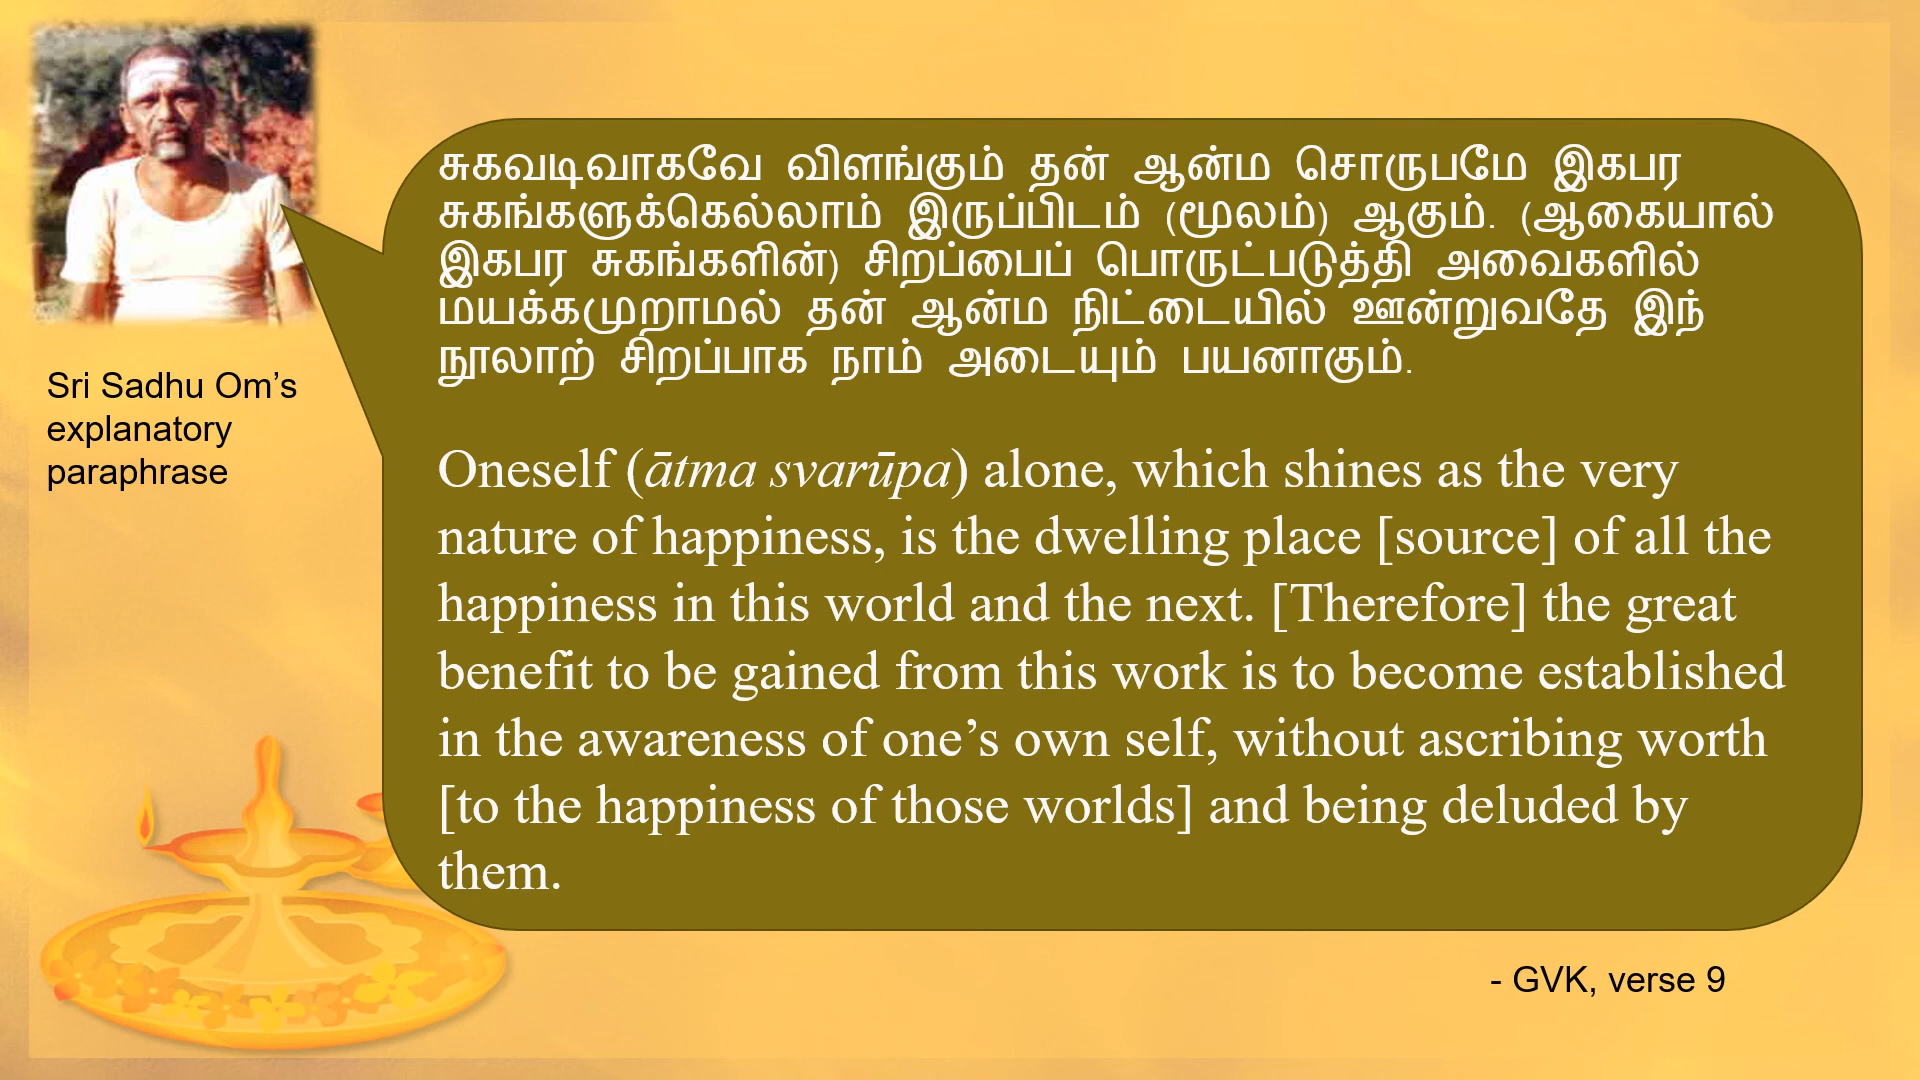 Sri Sadhu Om’s
explanatory
paraphrase
சுகவடிவாகவே விளங்கும் தன் ஆன்ம சொருபமே இகபர
சுகங்களுக்கெல்லாம் இருப்பிடம் (மூலம்) ஆகும். (ஆகையால்
இகபர சுகங்களின்) சிறப்பைப் பொருட்படுத்தி அவைகளில்
மயக்கமுறாமல் தன் ஆன்ம நிட்டையில் ஊன்றுவதே இந்
நூலாற் சிறப்பாக நாம் அடையும் பயனாகும்.
Oneself (ātma svarūpa) alone, which shines as the very
nature of happiness, is the dwelling place [source] of all the
happiness in this world and the next. [Therefore] the great
benefit to be gained from this work is to become established
in the awareness of one’s own self, without ascribing worth
[to the happiness of those worlds] and being deluded by
them.
- GVK, verse 9